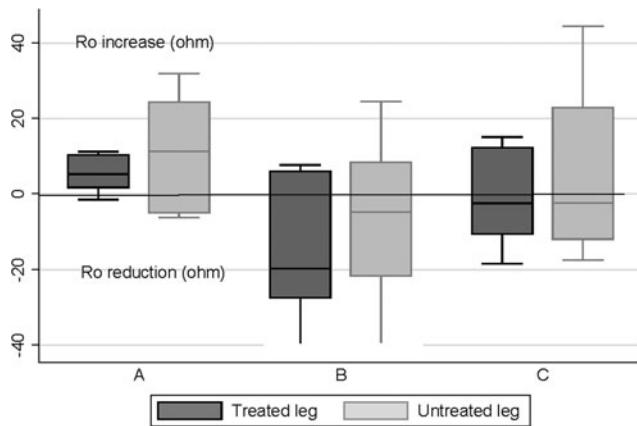 40
Ro increase (ohm)
20
0
-20
Ro reduction (ohm)
-40
A B C
Treated leg Untreated leg